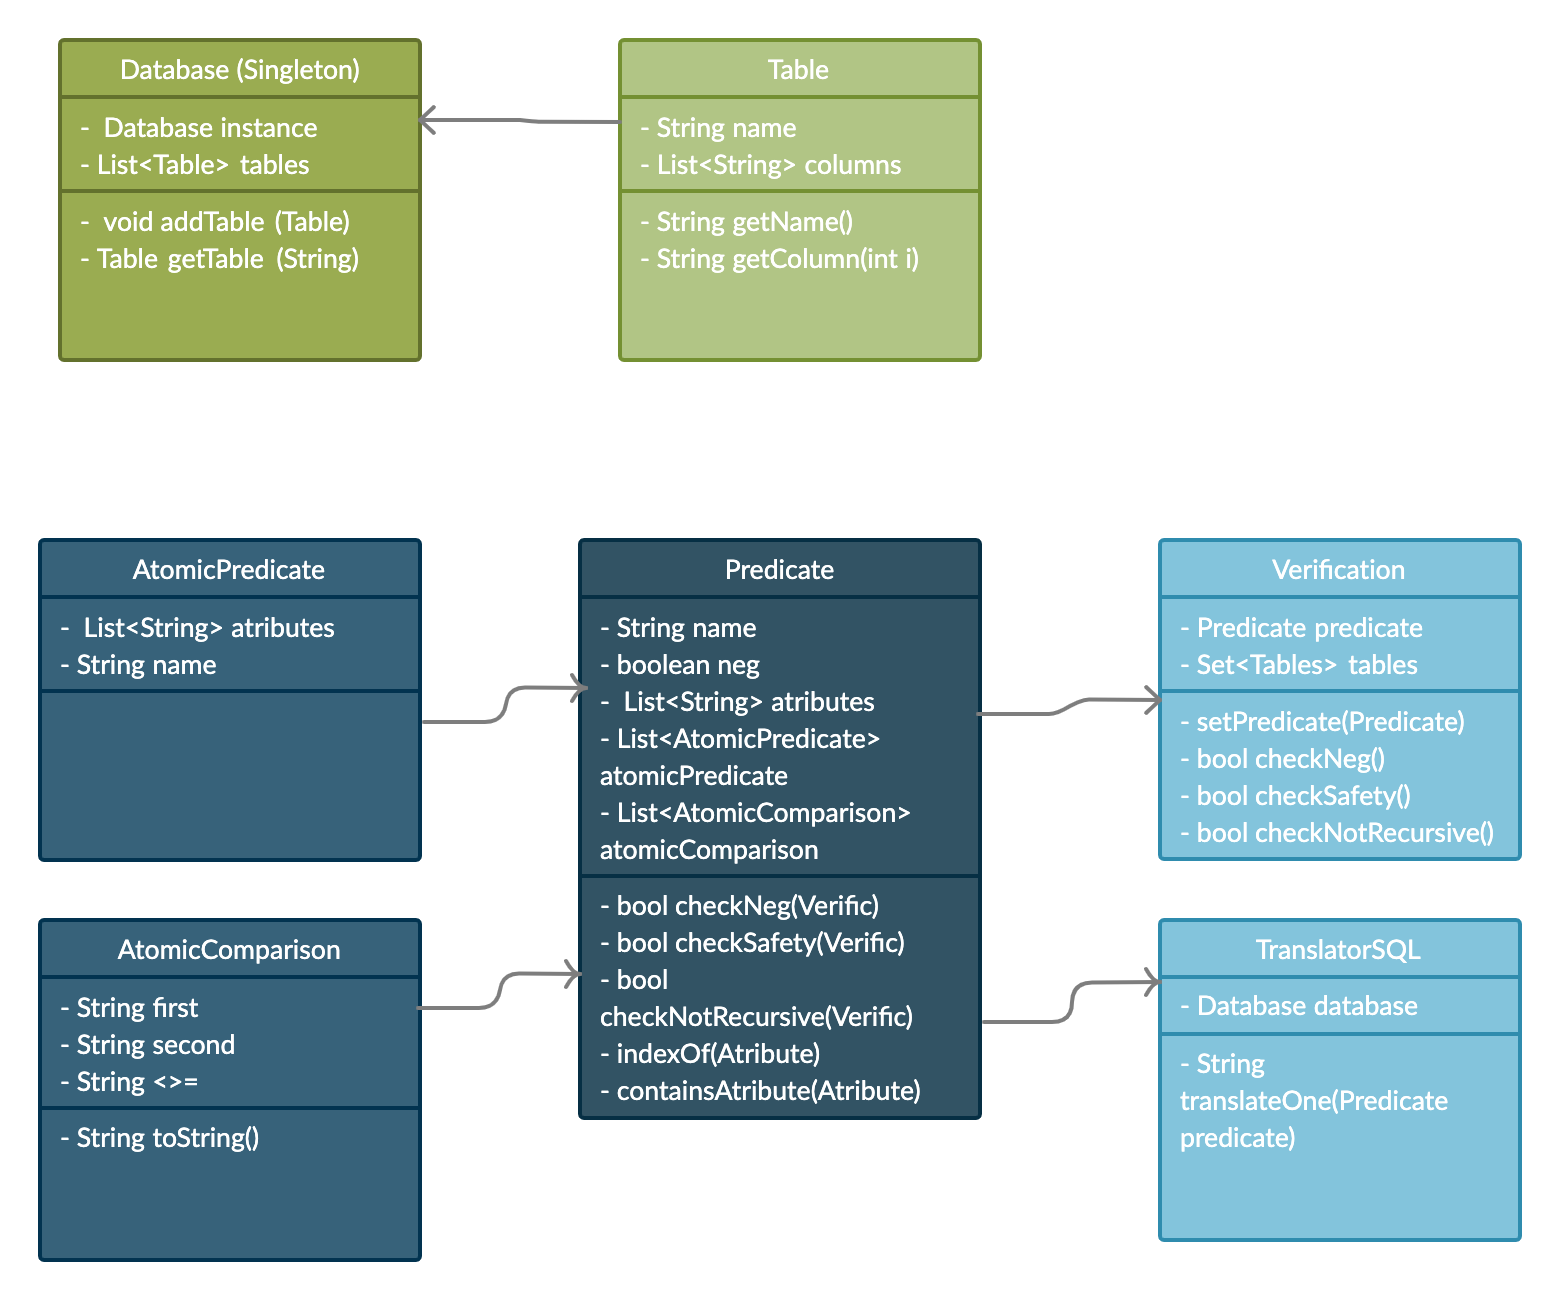 Database (Singleton)
- Database instance
- List<Table> tables
- void addTable (Table)
- Table getTable (String)
Table
- String name
- List<String> columns
- String getName()
- String getColumn(int i)
AtomicPredicate
- List<String> atributes
- String name
Predicate
- String name
- boolean neg
- List<String> atributes
- List<AtomicPredicate>
atomicPredicate
- List<AtomicComparison>
atomicComparison
- bool checkNeg(Verific)
- bool checkSafety(Verific)
- bool
checkNotRecursive(Verific)
- indexOf(Atribute)
- containsAtribute(Atribute)
Verification
- Predicate predicate
- Set<Tables> tables
- setPredicate(Predicate)
- bool checkNeg()
- bool checkSafety()
- bool checkNotRecursive()
AtomicComparison
- String first
- String second
- String <>=
- String toString()
TranslatorSQL
- Database database
- String
translateOne(Predicate
predicate)